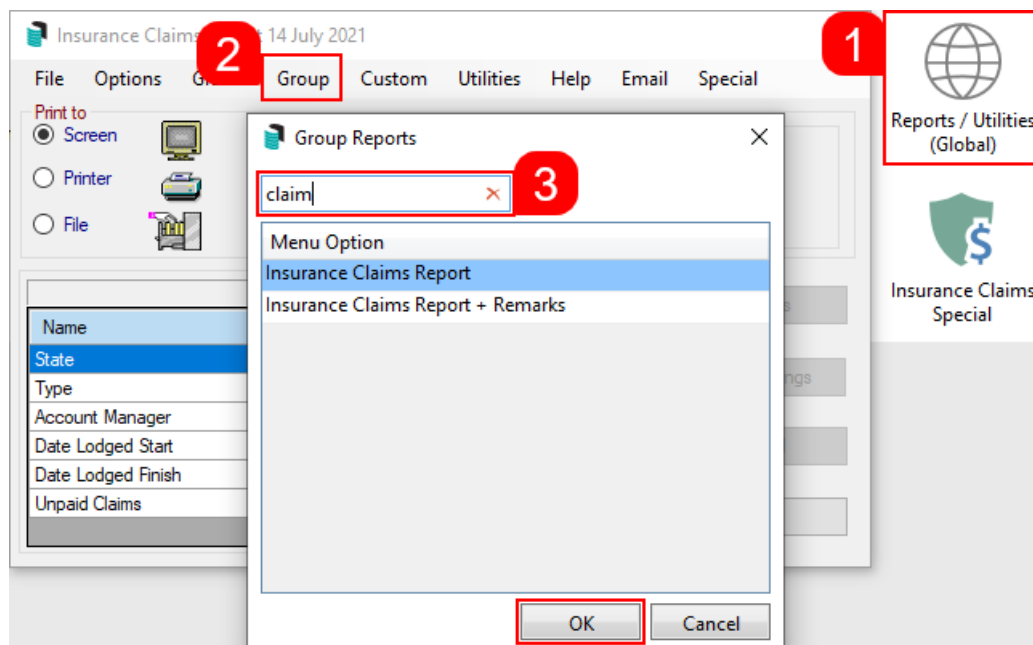 Insurance Claims t 14 July 2021
2
1
File Options Gl Group Custom Utilities Help Email Special
Print to
Screen
Printer
File
Reports / Utilities
(Global)
Group Reports
claim
3
Menu Option
Insurance Claims Report
Insurance Claims Report + Remarks
Insurance Claims
Special
Name
State
Type
Account Manager
Date Lodged Start
Date Lodged Finish
Unpaid Claims
s
ngs
OK Cancel